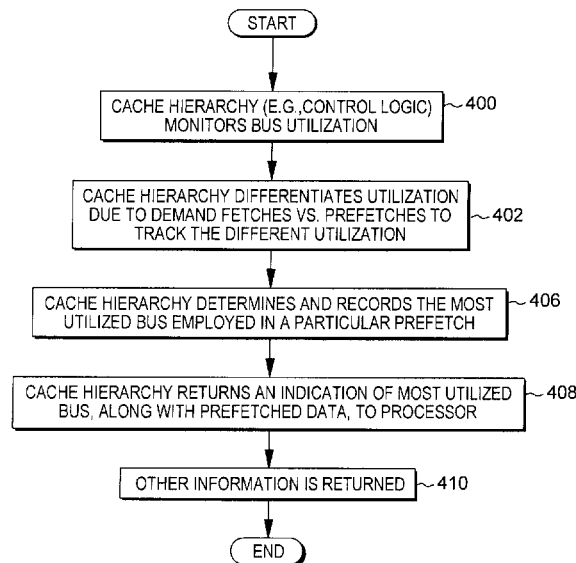 START
CACHE HIERARCHY (E.G.,CONTROL LOGIC)
MONITORS BUS UTILIZATION
400
CACHE HIERARCHY DIFFERENTIATES UTILIZATION
DUE TO DEMAND FETCHES VS. PREFETCHES TO
TRACK THE DIFFERENT UTILIZATION
402
CACHE HIERARCHY DETERMINES AND RECORDS THE MOST
UTILIZED BUS EMPLOYED IN A PARTICULAR PREFETCH
406
CACHE HIERARCHY RETURNS AN INDICATION OF MOST UTILIZED
BUS, ALONG WITH PREFETCHED DATA, TO PROCESSOR
408
OTHER INFORMATION IS RETURNED
410
END